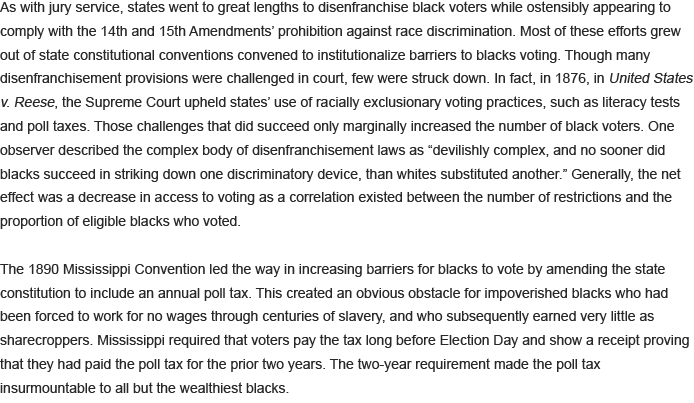 As with jury service, states went to great lengths to disenfranchise black voters while ostensibly appearing to
comply with the 14th and 15th Amendments’ prohibition against race discrimination. Most of these efforts grew
out of state constitutional conventions convened to institutionalize barriers to blacks voting. Though many
disenfranchisement provisions were challenged in court, few were struck down. In fact, in 1876, in United States
v. Reese, the Supreme Court upheld states’ use of racially exclusionary voting practices, such as literacy tests
and poll taxes. Those challenges that did succeed only marginally increased the number of black voters. One
observer described the complex body of disenfranchisement laws as “devilishly complex, and no sooner did
blacks succeed in striking down one discriminatory device, than whites substituted another.” Generally, the net
effect was a decrease in access to voting as a correlation existed between the number of restrictions and the
proportion of eligible blacks who voted.

The 1890 Mississippi Convention led the way in increasing barriers for blacks to vote by amending the state
constitution to include an annual poll tax. This created an obvious obstacle for impoverished blacks who had
been forced to work for no wages through centuries of slavery, and who subsequently earned very little as
sharecroppers. Mississippi required that voters pay the tax long before Election Day and show a receipt proving
that they had paid the poll tax for the prior two years. The two-year requirement made the poll tax
insurmountable to all but the wealthiest blacks.